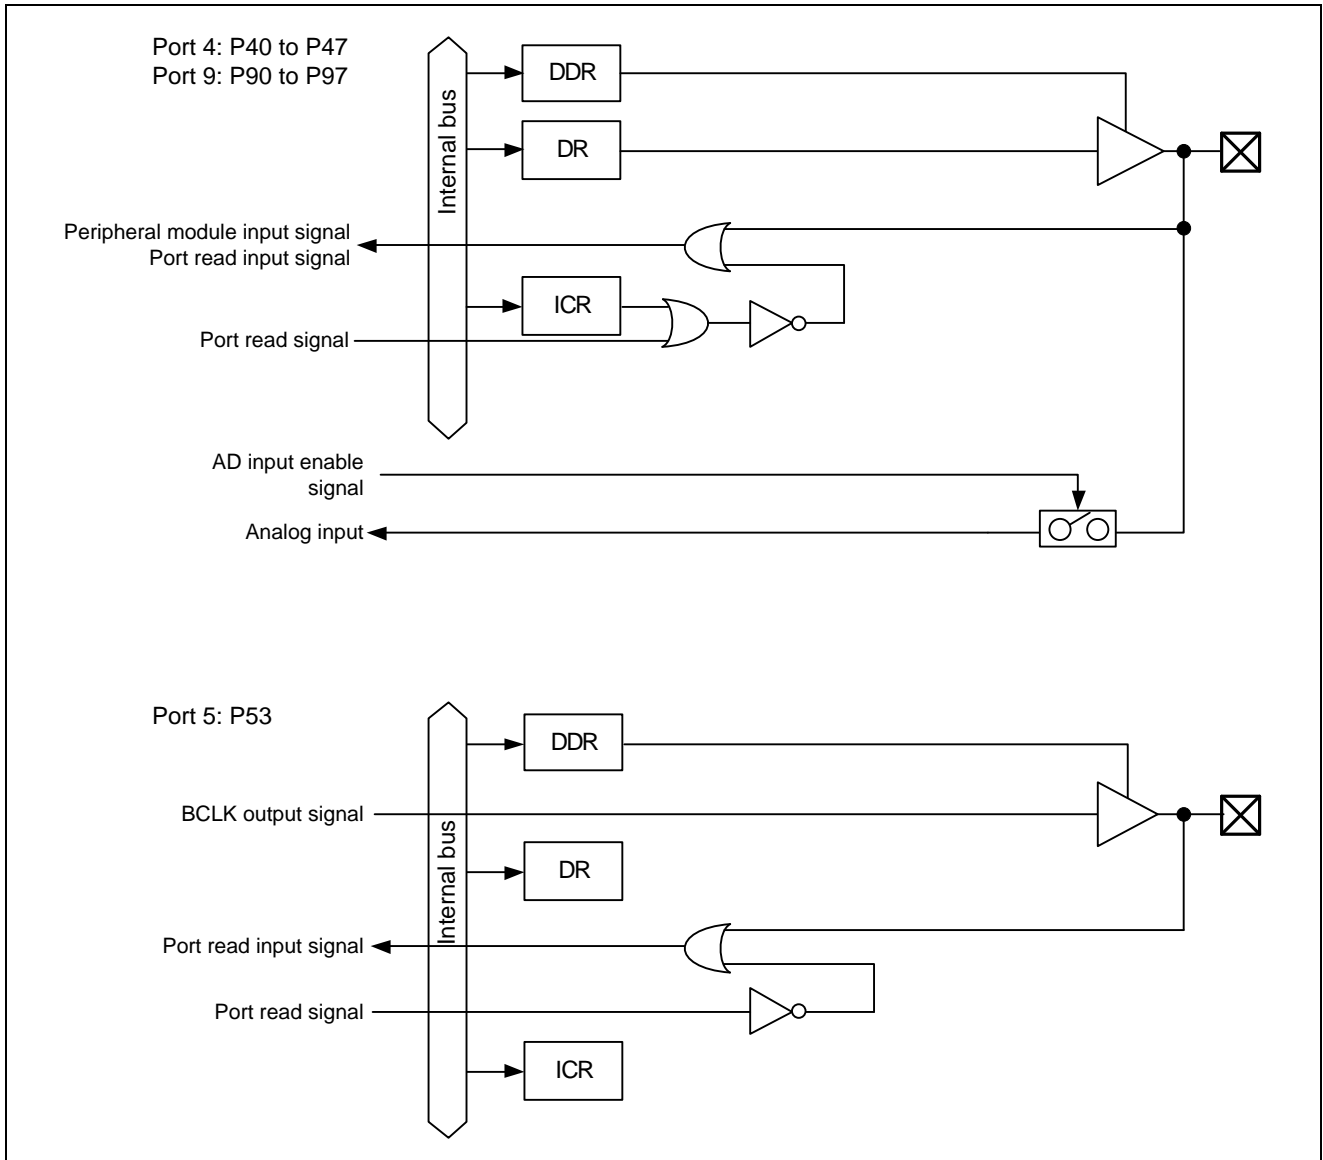 Port 4: P40 to P47
Port 9: P90 to P97
Internal bus
DDR
DR
Peripheral module input signal
Port read input signal
ICR
Port read signal
AD input enable
signal
Analog input
Port 5: P53
Internal bus
DDR
BCLK output signal
DR
Port read input signal
Port read signal
ICR